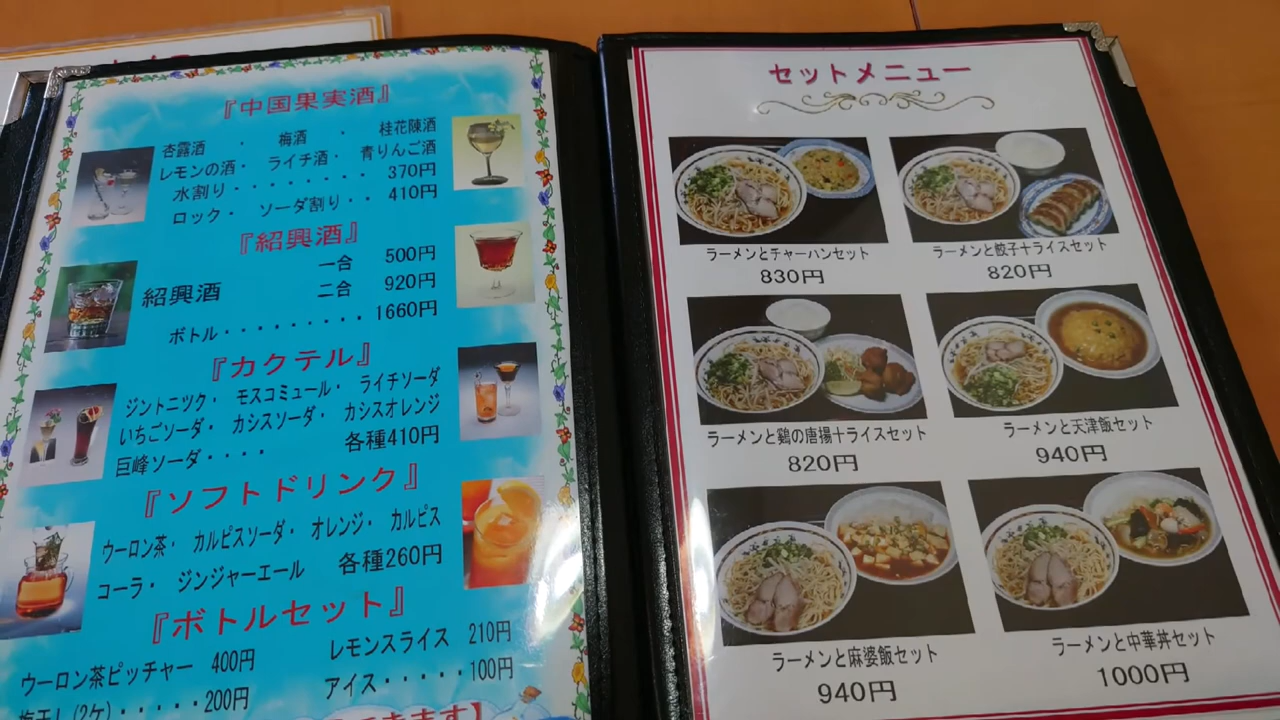 『中国果実酒』
杏露酒 ・ 梅酒 ・ 桂花陳酒
レモンの酒・ ライチ酒・ 青りんご酒
水割り・・・・・・・・・ 370円
ロック・ ソーダ割り・・ 410円
『紹興酒』
一合 500円
紹興酒 二合 920円
ボトル・・・・・・・・・・ 1660円
『カクテル』
ジントニツク・ モスコミュール・ ライチソーダ
いちごソーダ・ カシスソーダ・ カシスオレンジ
巨峰ソーダ・・・・ 各種410円
『ソフトドリンク』
ウーロン茶・ カルピスソーダ・ オレンジ・ カルピス
コーラ・ ジンジャーエール 各種260円
『ボトルセット』
ウーロン茶ピッチャー 400円 レモンスライス 210円
梅干し(2ケ)・・・・・200円 アイス・・・・・100円
セットメニュー
ラーメンとチャーハンセット
830円
ラーメンと餃子十ライスセット
820円
ラーメンと鶏の唐揚十ライスセット
820円
ラーメンと天津飯セット
940円
ラーメンと麻婆飯セット
940円
ラーメンと中華丼セット
1000円